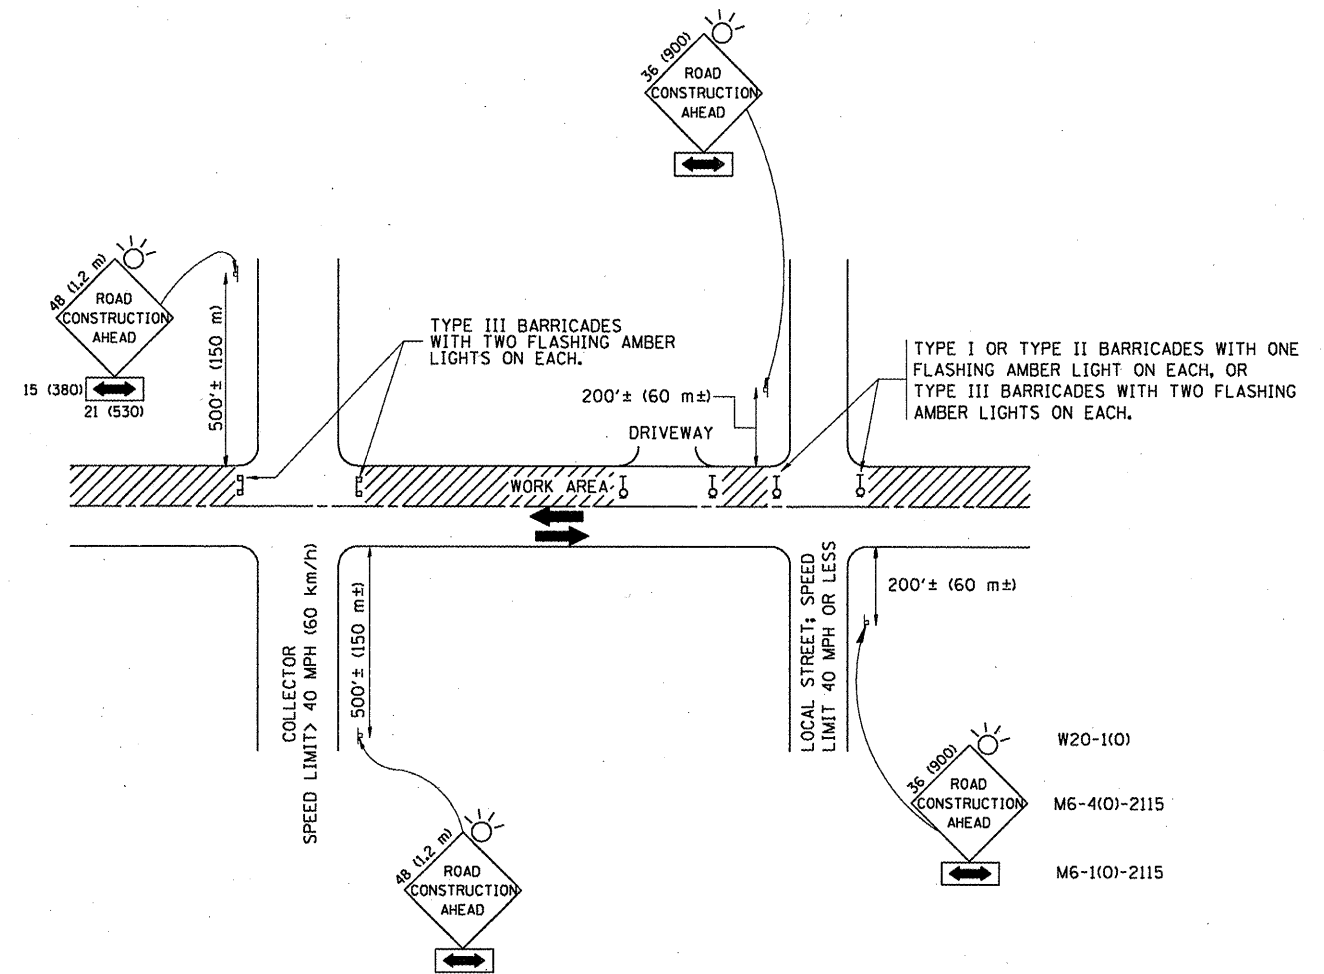 36 (900)
ROAD
CONSTRUCTION
AHEAD
48 (1.2 m)
ROAD
CONSTRUCTION
AHEAD
15 (380)
21 (530)
500'± (150 m)
TYPE III BARRICADES
WITH TWO FLASHING AMBER
LIGHTS ON EACH.
200'± (60 m±)
DRIVEWAY
TYPE I OR TYPE II BARRICADES WITH ONE
FLASHING AMBER LIGHT ON EACH, OR
TYPE III BARRICADES WITH TWO FLASHING
AMBER LIGHTS ON EACH.
WORK AREA
COLLECTOR
SPEED LIMIT> 40 MPH (60 km/h)
500'± (150 m±)
LOCAL STREET; SPEED
LIMIT 40 MPH OR LESS
200'± (60 m±)
36 (900)
ROAD
CONSTRUCTION
AHEAD
W20-1(O)
M6-4(O)-2115
M6-1(O)-2115
48 (1.2 m)
ROAD
CONSTRUCTION
AHEAD